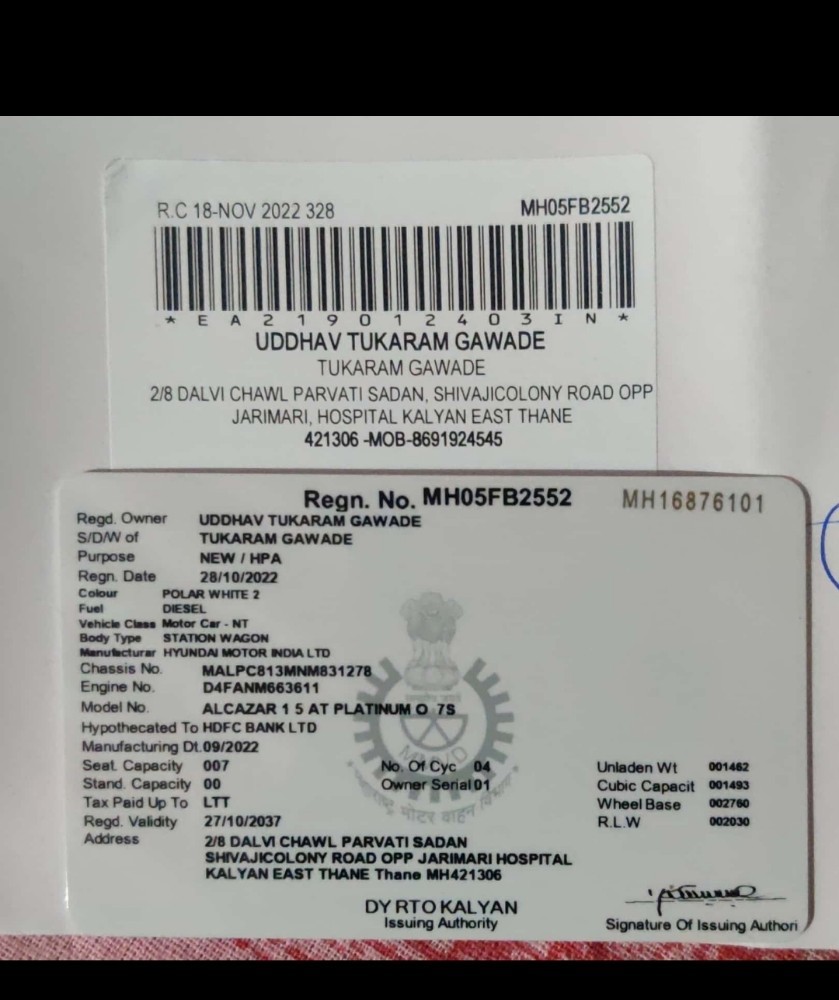 R.C 18-NOV 2022 328 MH05FB2552
* E A 2 1 9 0 1 2 4 0 3 I N *
UDDHAV TUKARAM GAWADE
TUKARAM GAWADE
2/8 DALVI CHAWL PARVATI SADAN, SHIVAJICOLONY ROAD OPP
JARIMARI, HOSPITAL KALYAN EAST THANE
421306 -MOB-8691924545
Regn. No. MH05FB2552 MH16876101
Regd. Owner UDDHAV TUKARAM GAWADE
S/D/W of TUKARAM GAWADE
Purpose NEW / HPA
Regn. Date 28/10/2022
Colour POLAR WHITE 2
Fuel DIESEL
Vehicle Class Motor Car - NT
Body Type STATION WAGON
Manufacturar HYUNDAI MOTOR INDIA LTD
Chassis No. MALPC813MNM831278
Engine No. D4FANM663611
Model No. ALCAZAR 1 5 AT PLATINUM O 7S
Hypothecated To HDFC BANK LTD
Manufacturing Dt. 09/2022
Seat. Capacity 007 No. Of Cyc 04 Unladen Wt 001462
Stand. Capacity 00 Owner Serial 01 Cubic Capacit 001493
Tax Paid Up To LTT Wheel Base 002760
Regd. Validity 27/10/2037 R.L.W 002030
Address 2/8 DALVI CHAWL PARVATI SADAN
SHIVAJICOLONY ROAD OPP JARIMARI HOSPITAL
KALYAN EAST THANE Thane MH421306
DY RTO KALYAN
Issuing Authority
Signature Of Issuing Authori
मोटर वाहन विभाग